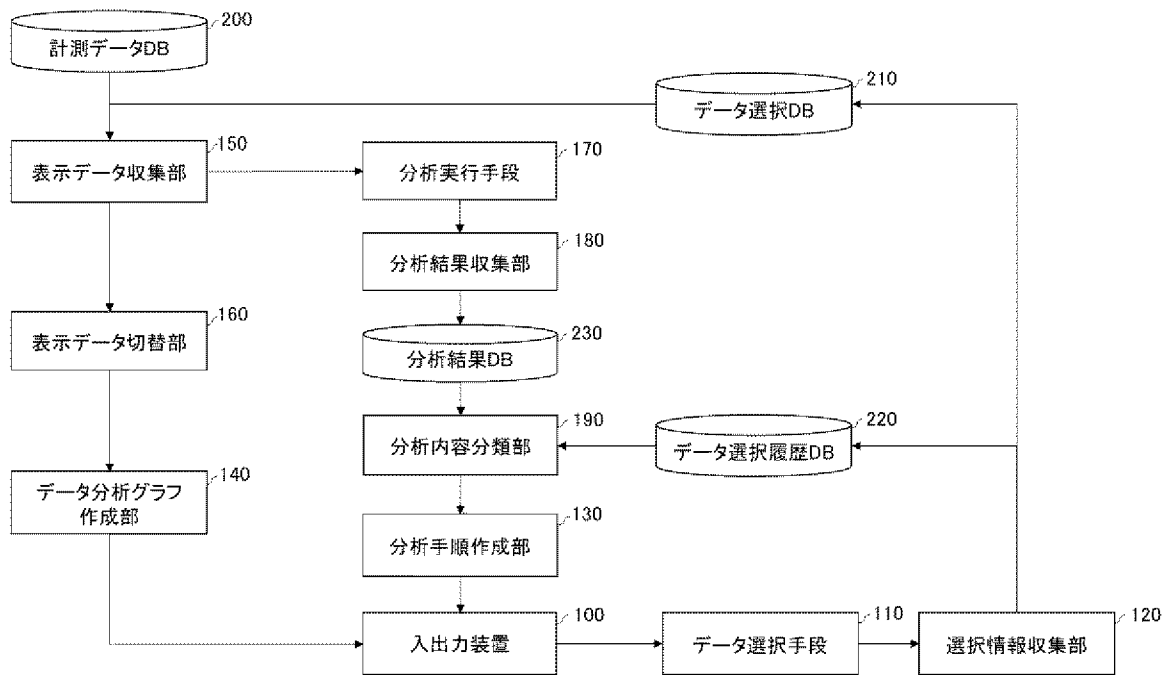 200
計測データDB
210
データ選択DB
150
表示データ収集部
170
分析実行手段
180
分析結果収集部
160
表示データ切替部
230
分析結果DB
190
分析内容分類部
220
データ選択履歴DB
140
データ分析グラフ
作成部
130
分析手順作成部
100
入出力装置
110
データ選択手段
120
選択情報収集部